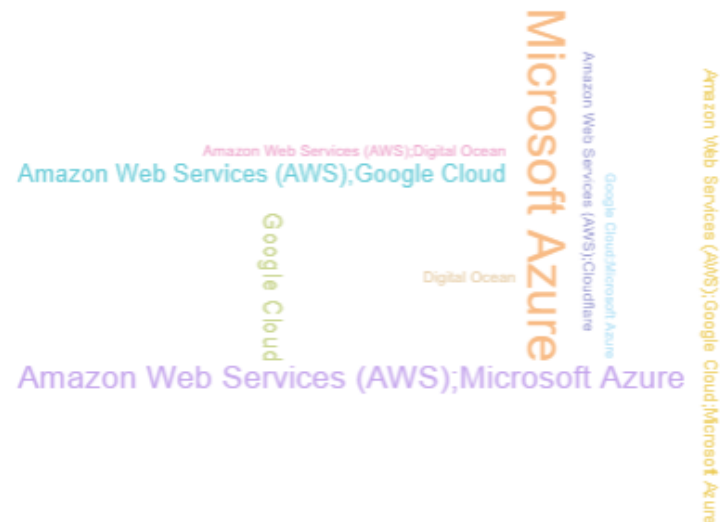 Microsoft Azure
Amazon Web Services (AWS);Cloudflare
Amazon Web Services (AWS);Google Cloud;Microsoft Azure
Amazon Web Services (AWS);Digital Ocean
Amazon Web Services (AWS);Google Cloud
Google Cloud;Microsoft Azure
Google Cloud
Digital Ocean
Amazon Web Services (AWS);Microsoft Azure